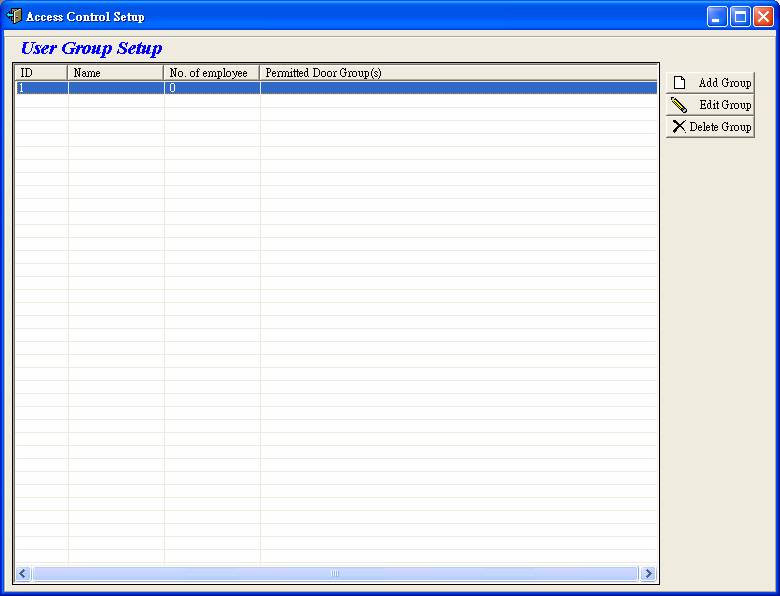 Access Control Setup
User Group Setup
ID Name No. of employee Permitted Door Group(s)
1 0
Add Group
Edit Group
Delete Group